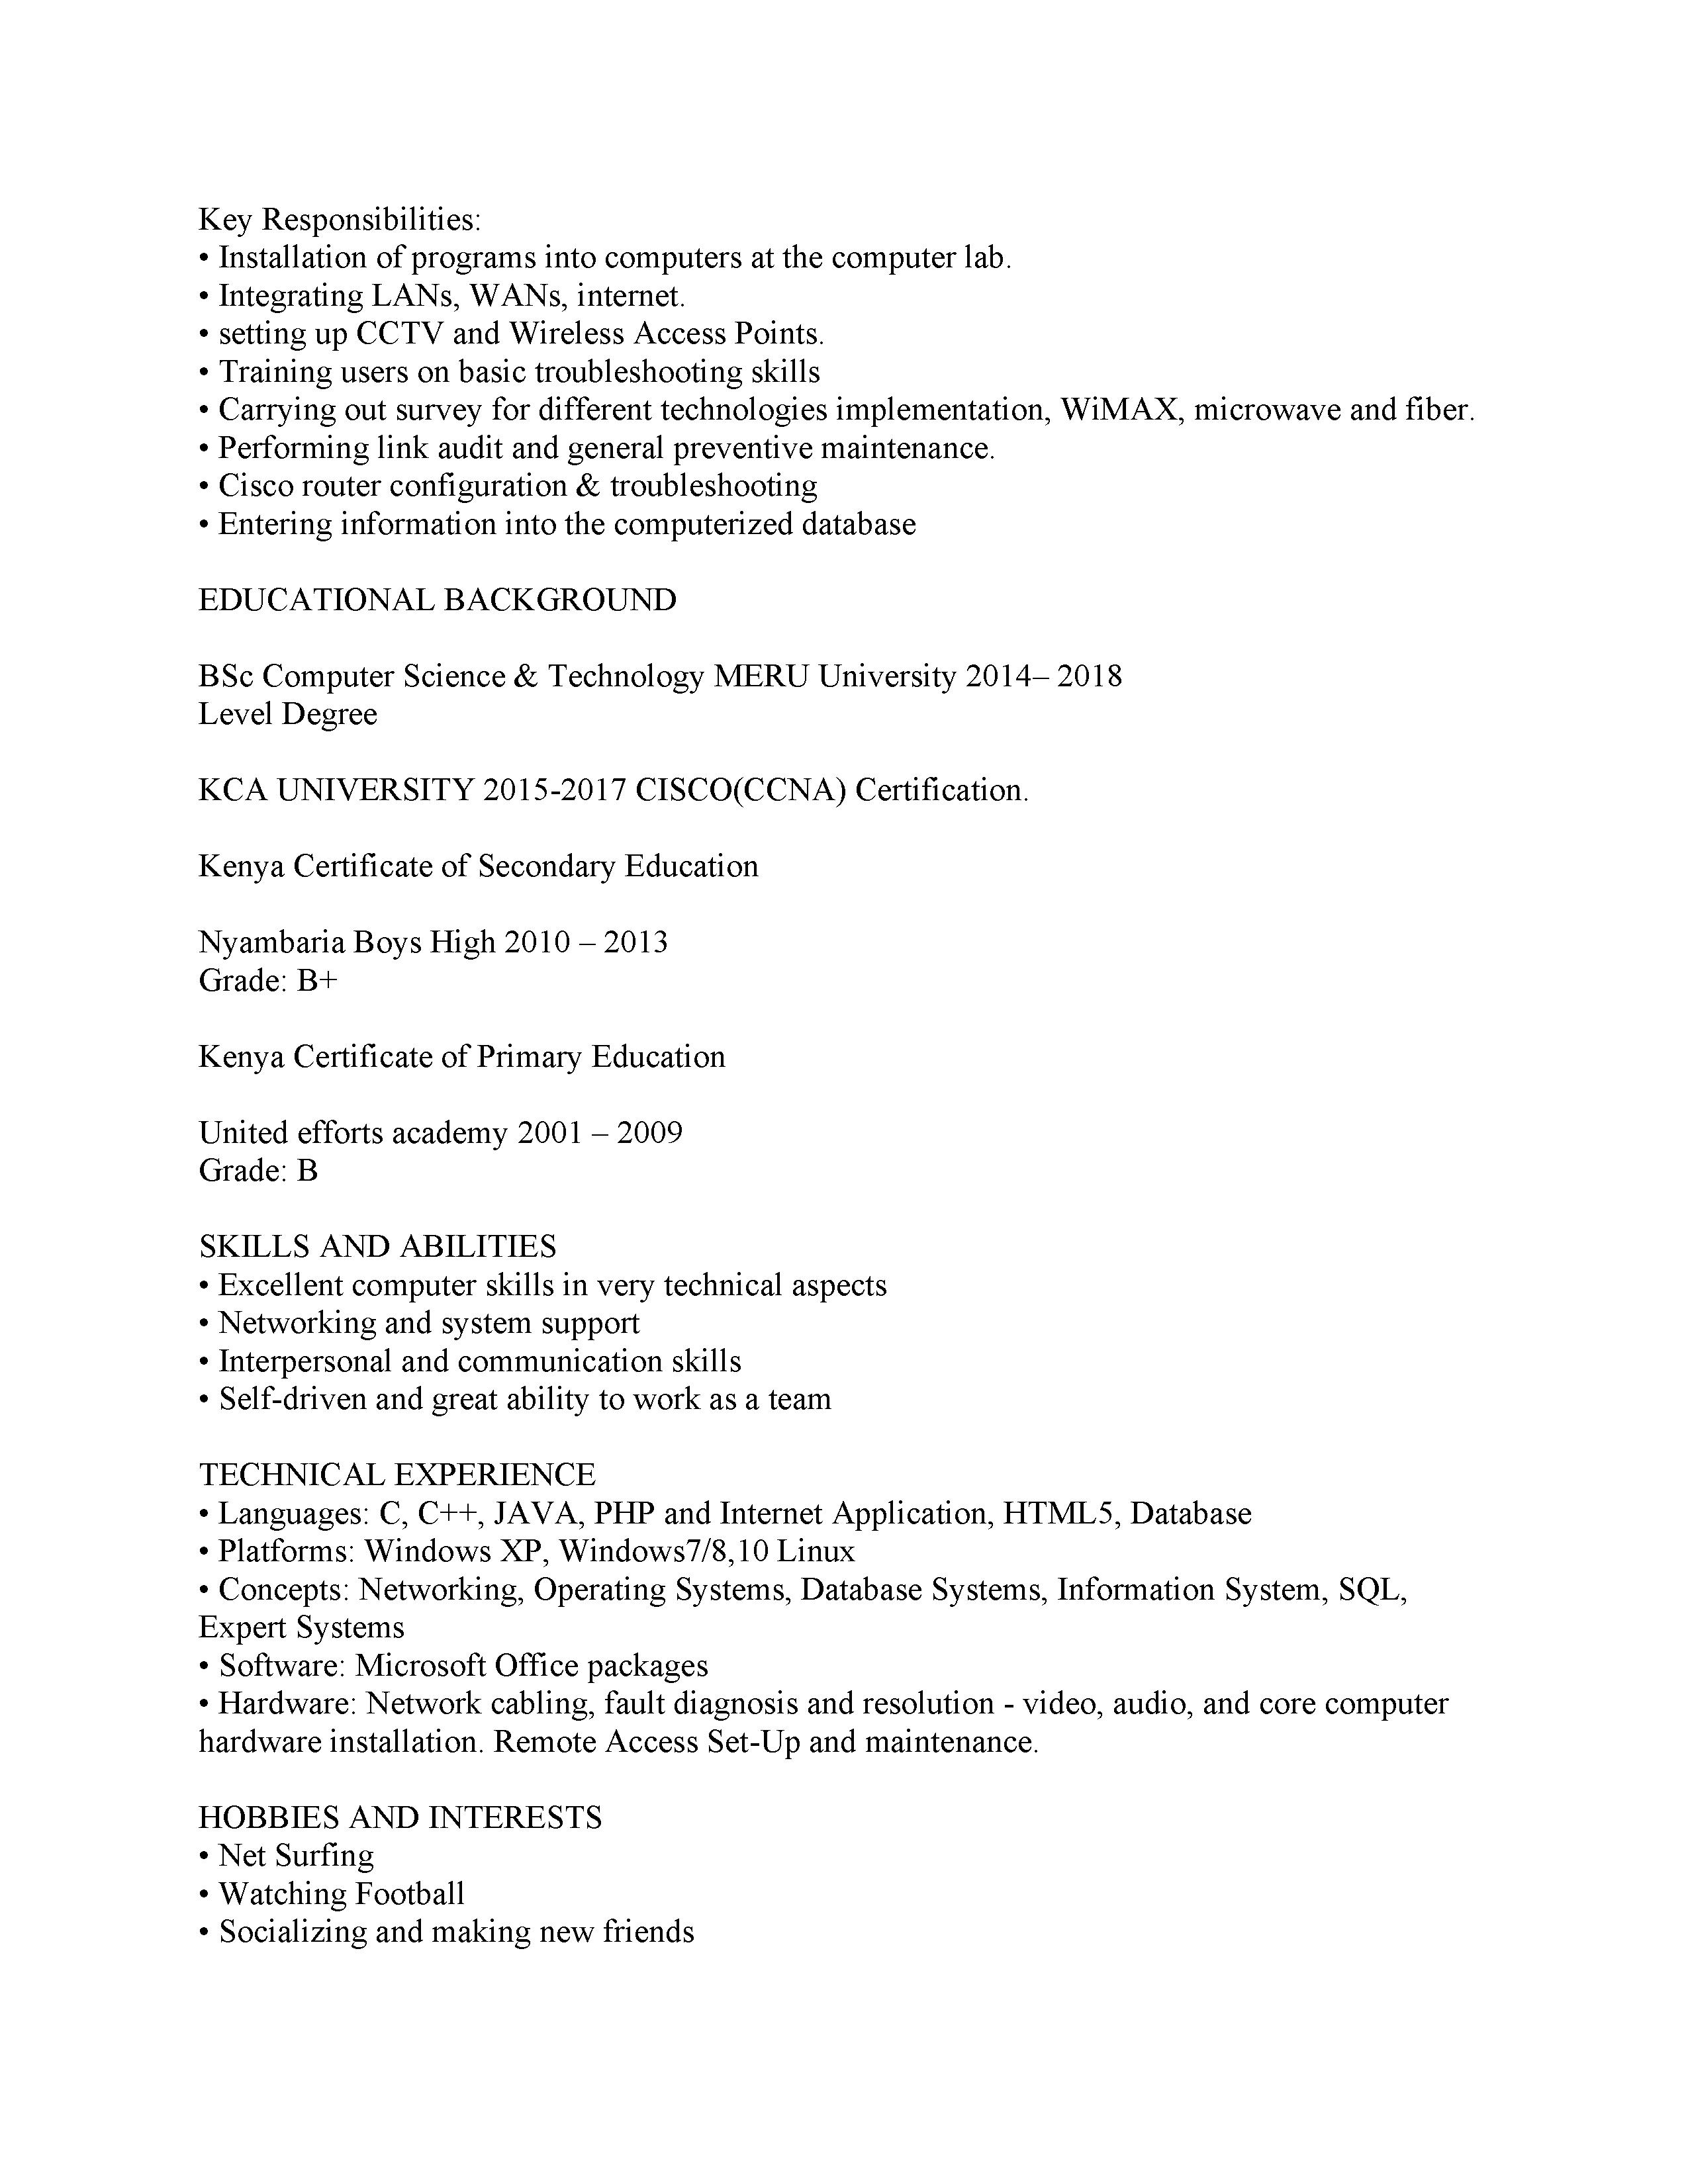 Key Responsibilities:
• Installation of programs into computers at the computer lab.
• Integrating LANs, WANs, internet.
• setting up CCTV and Wireless Access Points.
• Training users on basic troubleshooting skills
• Carrying out survey for different technologies implementation, WiMAX, microwave and fiber.
• Performing link audit and general preventive maintenance.
• Cisco router configuration & troubleshooting
• Entering information into the computerized database
EDUCATIONAL BACKGROUND
BSc Computer Science & Technology MERU University 2014– 2018
Level Degree
KCA UNIVERSITY 2015-2017 CISCO(CCNA) Certification.
Kenya Certificate of Secondary Education
Nyambaria Boys High 2010 – 2013
Grade: B+
Kenya Certificate of Primary Education
United efforts academy 2001 – 2009
Grade: B
SKILLS AND ABILITIES
• Excellent computer skills in very technical aspects
• Networking and system support
• Interpersonal and communication skills
• Self-driven and great ability to work as a team
TECHNICAL EXPERIENCE
• Languages: C, C++, JAVA, PHP and Internet Application, HTML5, Database
• Platforms: Windows XP, Windows7/8,10 Linux
• Concepts: Networking, Operating Systems, Database Systems, Information System, SQL,
Expert Systems
• Software: Microsoft Office packages
• Hardware: Network cabling, fault diagnosis and resolution - video, audio, and core computer
hardware installation. Remote Access Set-Up and maintenance.
HOBBIES AND INTERESTS
• Net Surfing
• Watching Football
• Socializing and making new friends